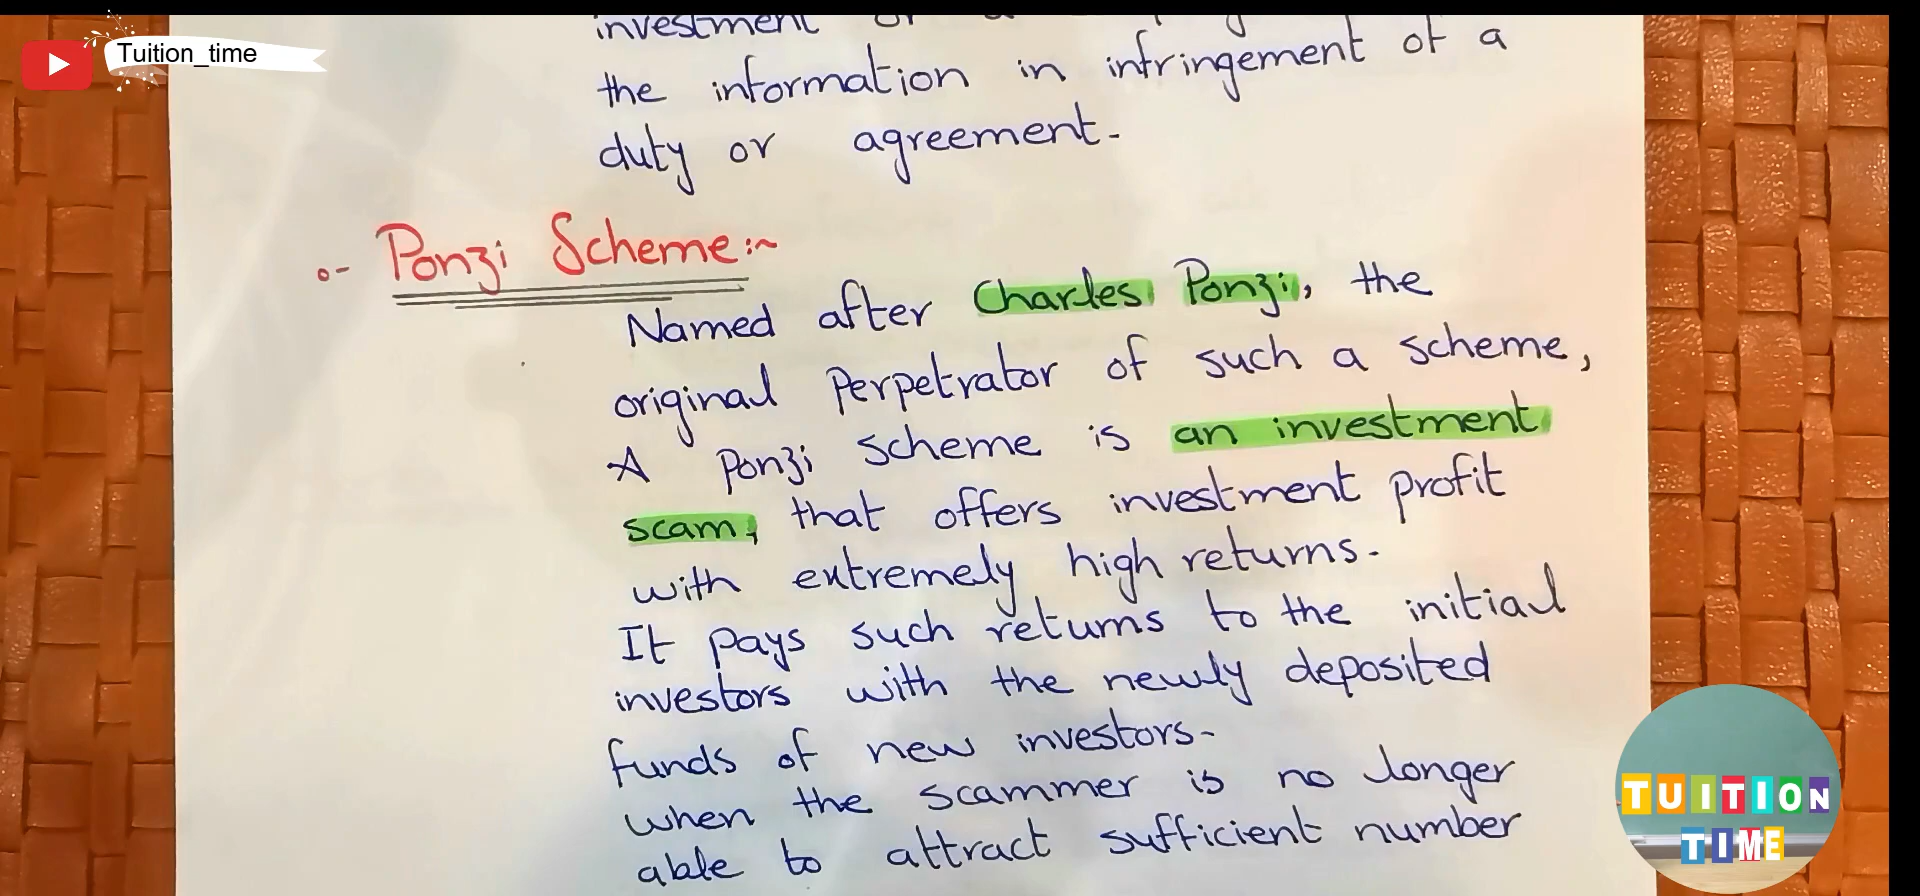 Tuition_time
investment or a
the information in infringement of a
duty or agreement.
Ponzi Scheme:~
Named after Charles Ponzi, the
original Perpetrator of such a scheme,
A Ponzi scheme is an investment
scam, that offers investment profit
with extremely high returns.
It pays such returns to the initial
investors with the newly deposited
funds of new investors-
when the scammer is no longer
able to attract sufficient number
TUITION
TIME